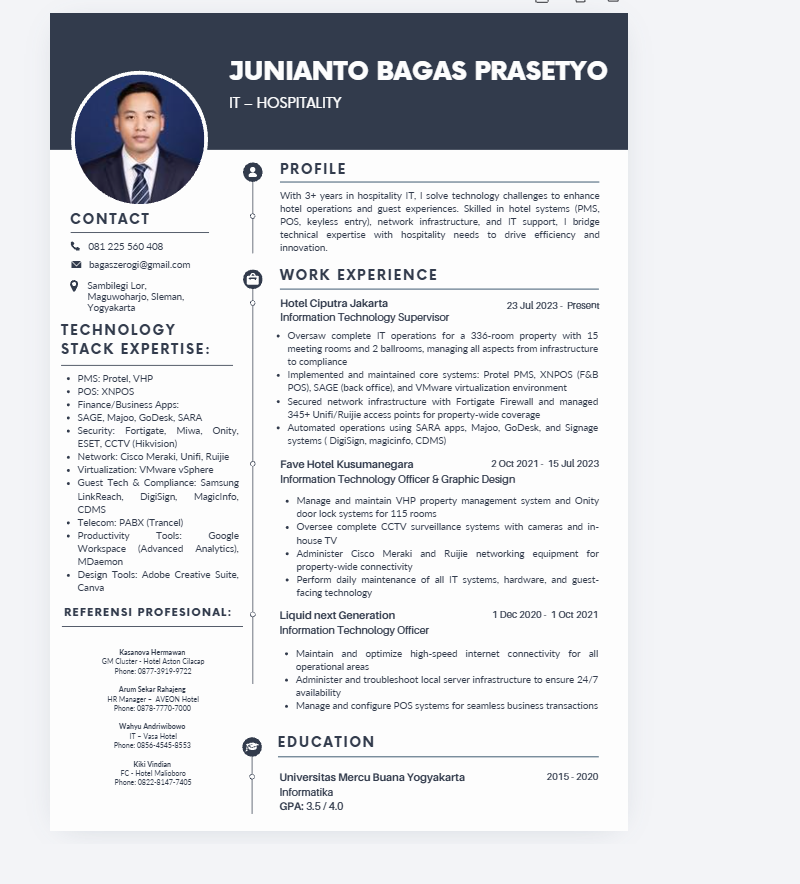 JUNIANTO BAGAS PRASETYO
IT – HOSPITALITY
CONTACT
081 225 560 408
bagaszerogi@gmail.com
Sambilegi Lor,
Maguwoharjo, Sleman,
Yogyakarta
TECHNOLOGY
STACK EXPERTISE:
• PMS: Protel, VHP
• POS: XNPOS
• Finance/Business Apps:
• SAGE, Majoo, GoDesk, SARA
• Security: Fortigate, Miwa, Onity,
ESET, CCTV (Hikvision)
• Network: Cisco Meraki, Unifi, Ruijie
• Virtualization: VMware vSphere
• Guest Tech & Compliance: Samsung
LinkReach, DigiSign, MagicInfo,
CDMS
• Telecom: PABX (Trancel)
• Productivity Tools: Google
Workspace (Advanced Analytics),
MDaemon
• Design Tools: Adobe Creative Suite,
Canva
REFERENSI PROFESIONAL:
Kasanova Hermawan
GM Cluster - Hotel Aston Cilacap
Phone: 0877-3919-9722
Arum Sekar Rahajeng
HR Manager – AVEON Hotel
Phone: 0878-7770-7000
Wahyu Andriwibowo
IT – Vasa Hotel
Phone: 0856-4545-8553
Kiki Vindian
FC - Hotel Malioboro
Phone: 0822-8147-7405
PROFILE
With 3+ years in hospitality IT, I solve technology challenges to enhance
hotel operations and guest experiences. Skilled in hotel systems (PMS,
POS, keyless entry), network infrastructure, and IT support, I bridge
technical expertise with hospitality needs to drive efficiency and
innovation.
WORK EXPERIENCE
Hotel Ciputra Jakarta 23 Jul 2023 - Present
Information Technology Supervisor
• Oversaw complete IT operations for a 336-room property with 15
meeting rooms and 2 ballrooms, managing all aspects from infrastructure
to compliance
• Implemented and maintained core systems: Protel PMS, XNPOS (F&B
POS), SAGE (back office), and VMware virtualization environment
• Secured network infrastructure with Fortigate Firewall and managed
345+ Unifi/Ruijie access points for property-wide coverage
• Automated operations using SARA apps, Majoo, GoDesk, and Signage
systems ( DigiSign, magicinfo, CDMS)
Fave Hotel Kusumanegara 2 Oct 2021 - 15 Jul 2023
Information Technology Officer & Graphic Design
• Manage and maintain VHP property management system and Onity
door lock systems for 115 rooms
• Oversee complete CCTV surveillance systems with cameras and in-
house TV
• Administer Cisco Meraki and Ruijie networking equipment for
property-wide connectivity
• Perform daily maintenance of all IT systems, hardware, and guest-
facing technology
Liquid next Generation 1 Dec 2020 - 1 Oct 2021
Information Technology Officer
• Maintain and optimize high-speed internet connectivity for all
operational areas
• Administer and troubleshoot local server infrastructure to ensure 24/7
availability
• Manage and configure POS systems for seamless business transactions
EDUCATION
Universitas Mercu Buana Yogyakarta 2015 - 2020
Informatika
GPA: 3.5 / 4.0